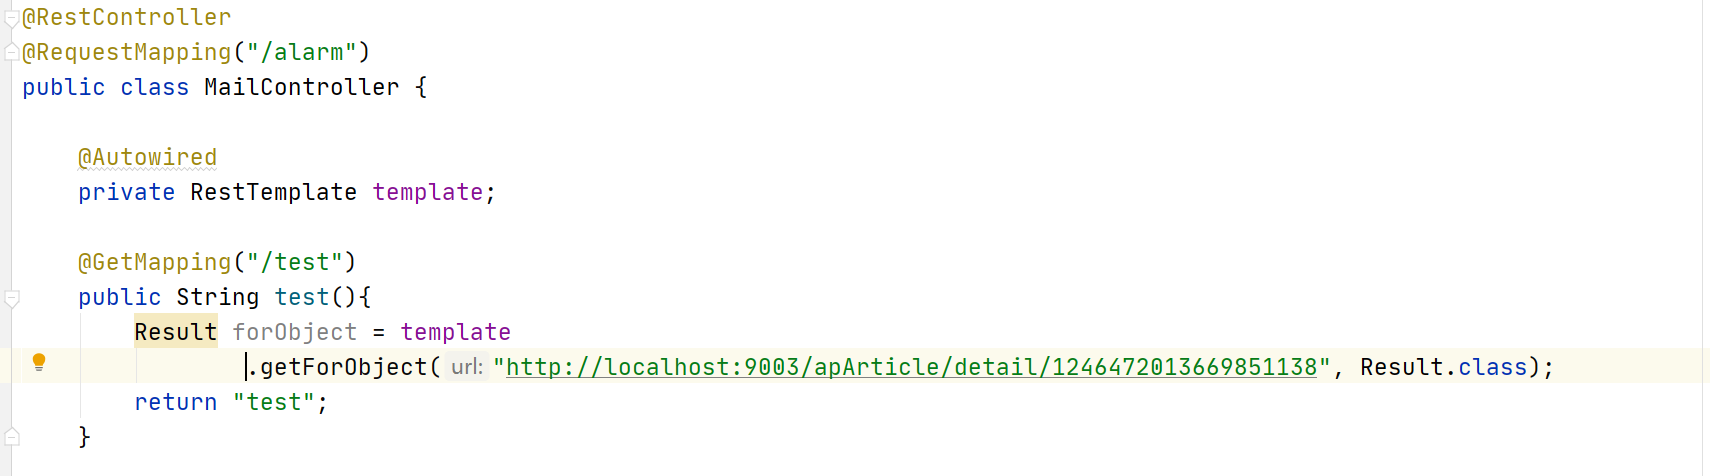 @RestController
@RequestMapping("/alarm")
public class MailController {
@Autowired
private RestTemplate template;
@GetMapping("/test")
public String test(){
Result forObject = template
.getForObject( url: "http://localhost:9003/apArticle/detail/1246472013669851138", Result.class);
return "test";
}